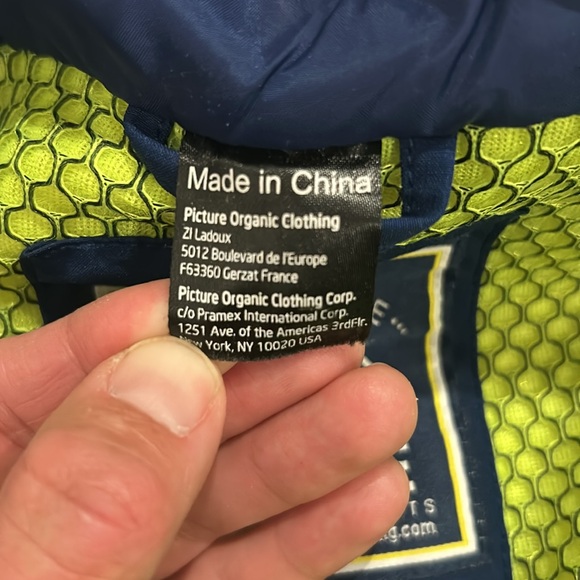 Made in China
Picture Organic Clothing
ZI Ladoux
5012 Boulevard de l'Europe
F63360 Gerzat France
Picture Organic Clothing Corp.
c/o Pramex International Corp.
1251 Ave. of the Americas 3rdFlr.
New York, NY 10020 USA